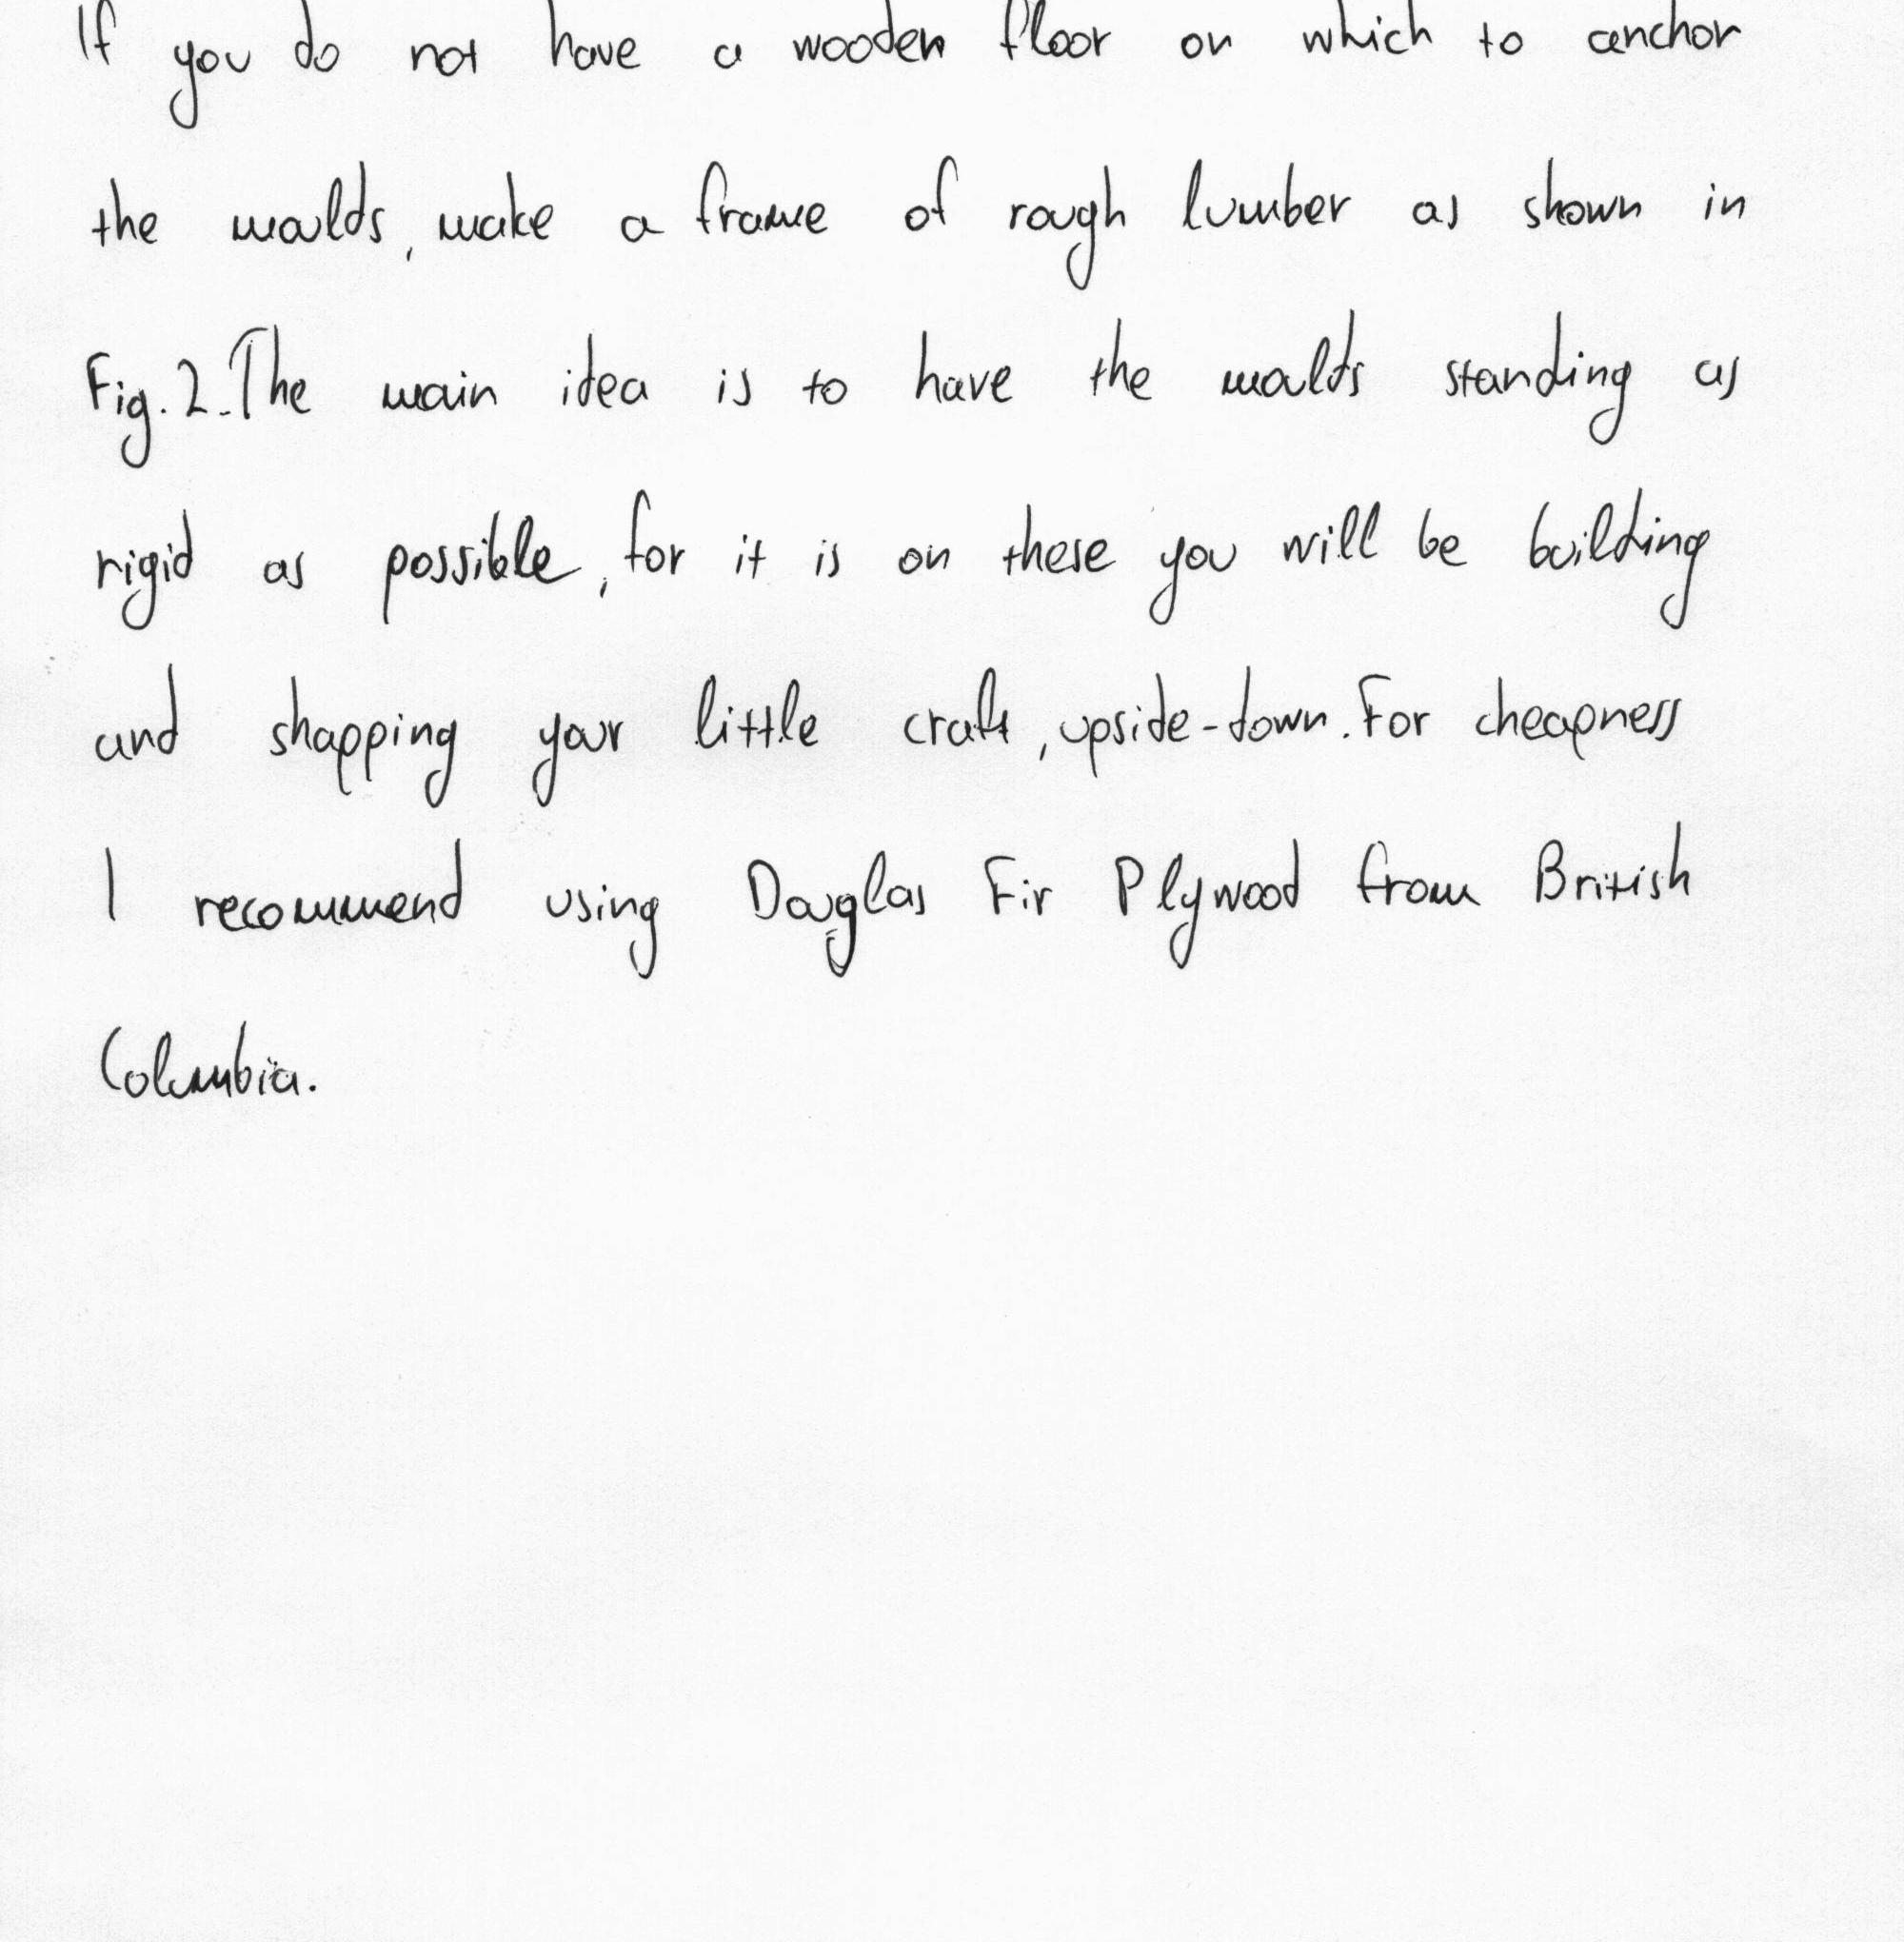 If you do not have a wooden floor on which to anchor
the moulds, make a frame of rough lumber as shown in
Fig. 2. The main idea is to have the moulds standing as
rigid as possible, for it is on these you will be building
and shapping your little craft, upside-down. For cheapness
I recommend using Douglas Fir Plywood from British
Columbia.